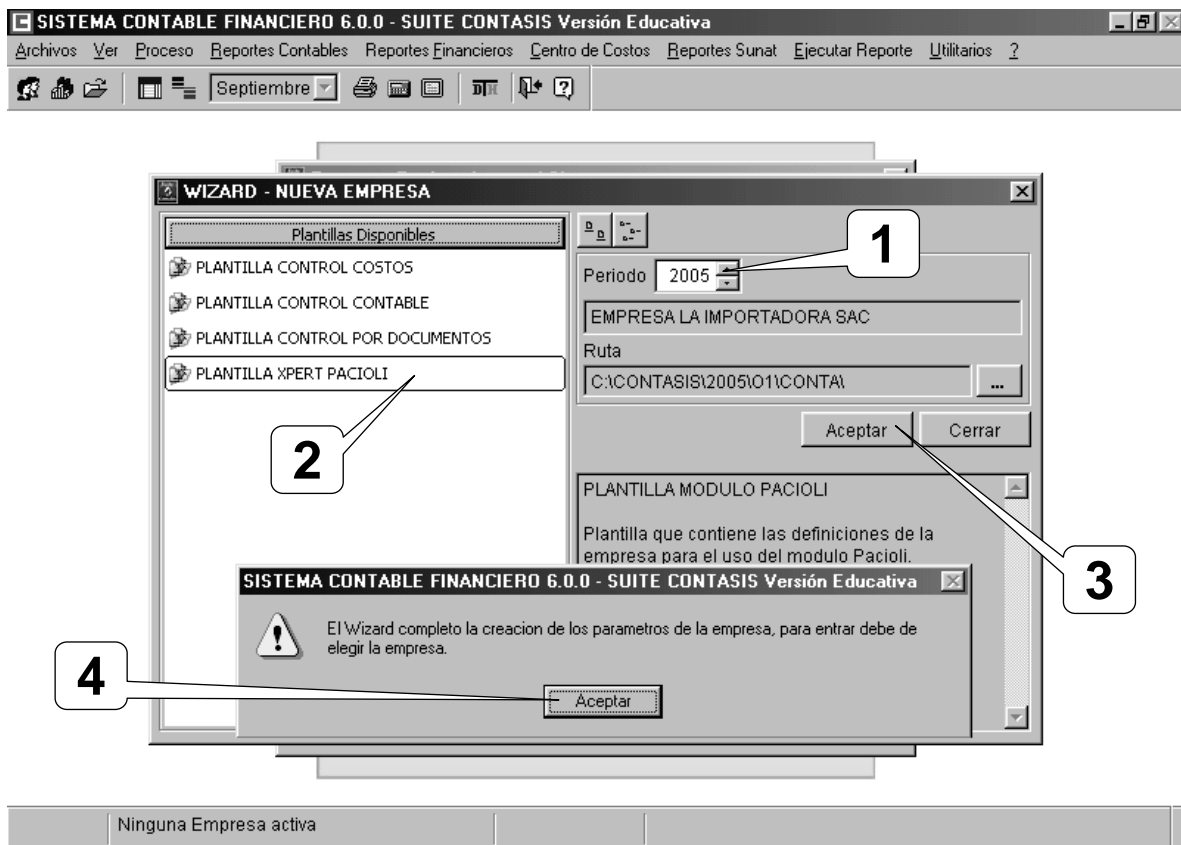 SISTEMA CONTABLE FINANCIERO 6.0.0 - SUITE CONTASIS Versión Educativa
Archivos Ver Proceso Reportes Contables Reportes Financieros Centro de Costos Reportes Sunat Ejecutar Reporte Utilitarios ?
Septiembre
WIZARD - NUEVA EMPRESA
Plantillas Disponibles
PLANTILLA CONTROL COSTOS
PLANTILLA CONTROL CONTABLE
PLANTILLA CONTROL POR DOCUMENTOS
PLANTILLA XPERT PACIOLI
2
1
Periodo 2005
EMPRESA LA IMPORTADORA SAC
Ruta
C:\CONTASIS\2005\O1\CONTA\ ...
Aceptar Cerrar
PLANTILLA MODULO PACIOLI
Plantilla que contiene las definiciones de la
empresa para el uso del modulo Pacioli.
3
SISTEMA CONTABLE FINANCIERO 6.0.0 - SUITE CONTASIS Versión Educativa
El Wizard completo la creacion de los parametros de la empresa, para entrar debe de
elegir la empresa.
4
Aceptar
Ninguna Empresa activa